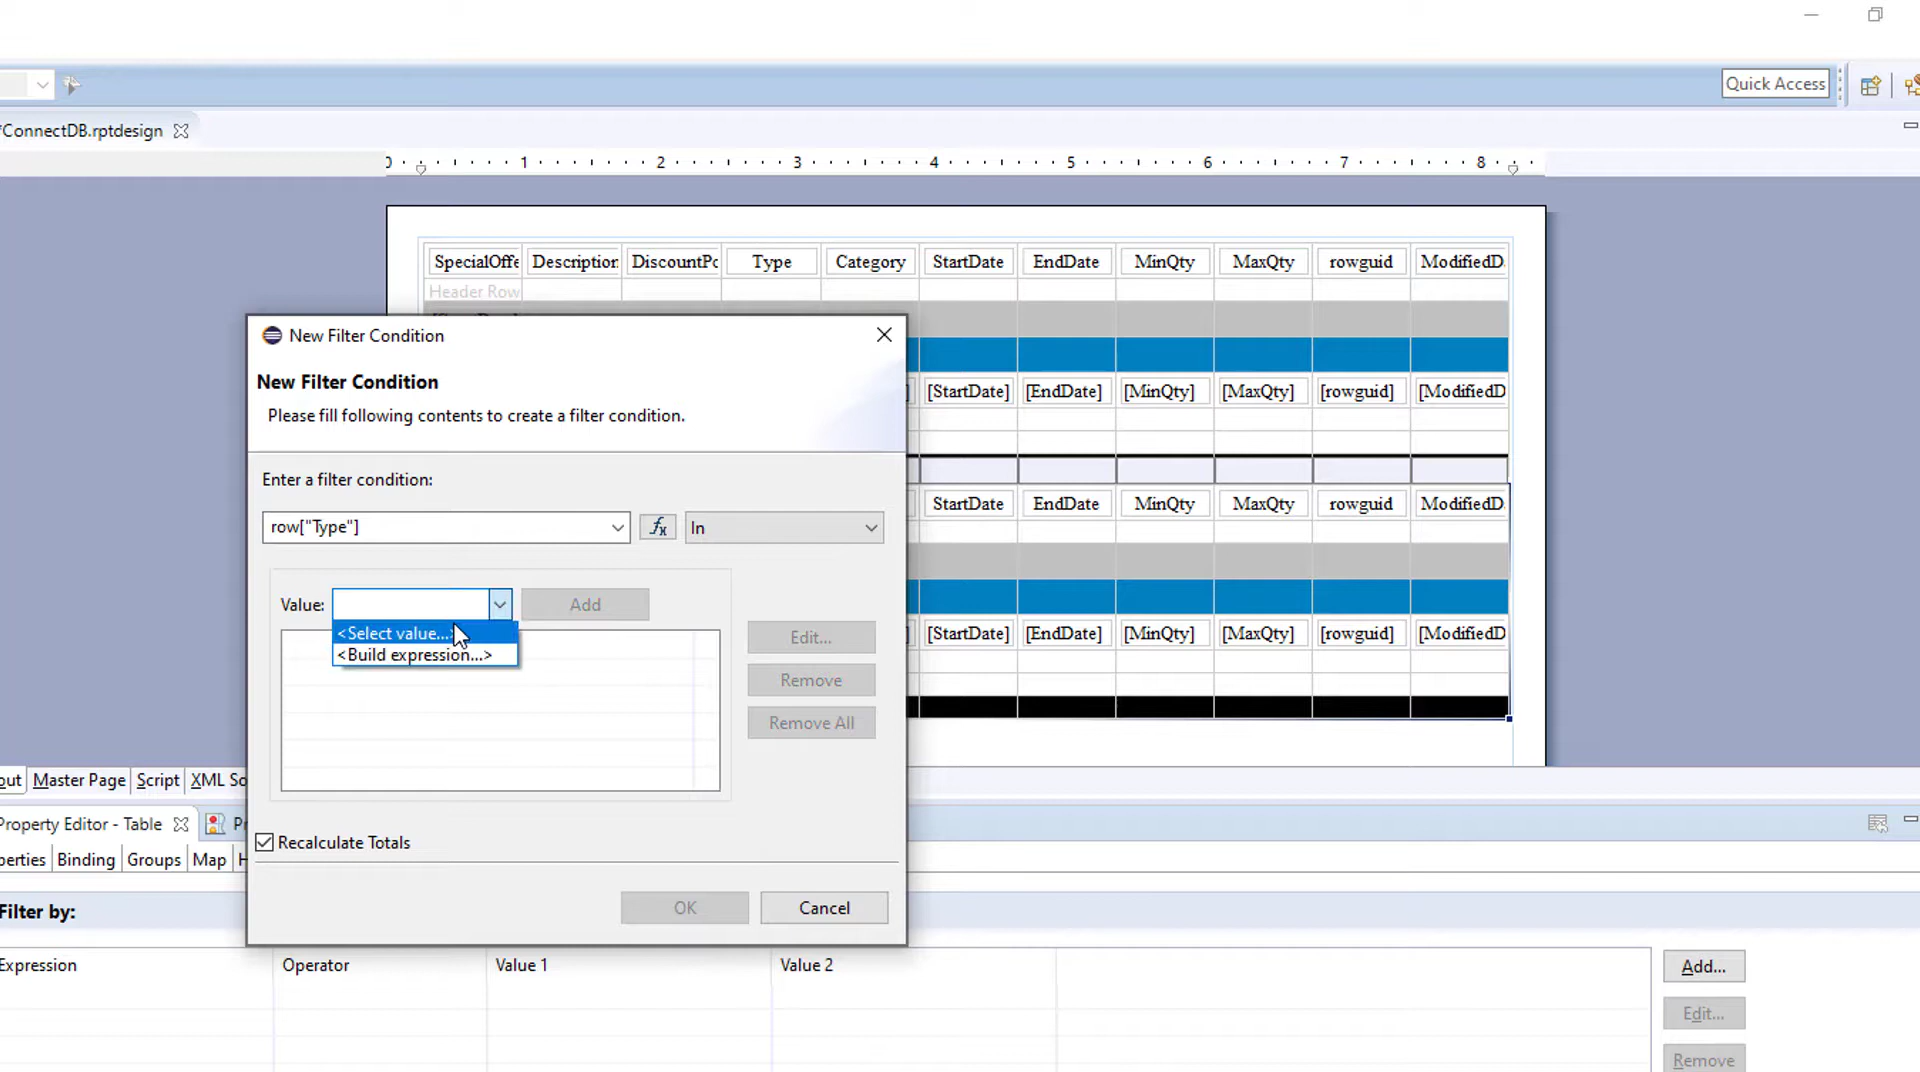 Quick Access
ConnectDB.rptdesign
0 1 2 3 4 5 6 7 8
SpecialOffe Description DiscountPc Type Category StartDate EndDate MinQty MaxQty rowguid ModifiedD
Header Row
New Filter Condition
New Filter Condition
Please fill following contents to create a filter condition.
[StartDate] [EndDate] [MinQty] [MaxQty] [rowguid] [ModifiedD
Enter a filter condition:
row["Type"] fx In
StartDate EndDate MinQty MaxQty rowguid ModifiedD
Value: Add
<Select value...>
<Build expression...>
Edit...
[StartDate] [EndDate] [MinQty] [MaxQty] [rowguid] [ModifiedD
Remove
Remove All
out Master Page Script XML So
Property Editor - Table Pr
Recalculate Totals
perties Binding Groups Map H
OK Cancel
Filter by:
Expression Operator Value 1 Value 2
Add...
Edit...
Remove